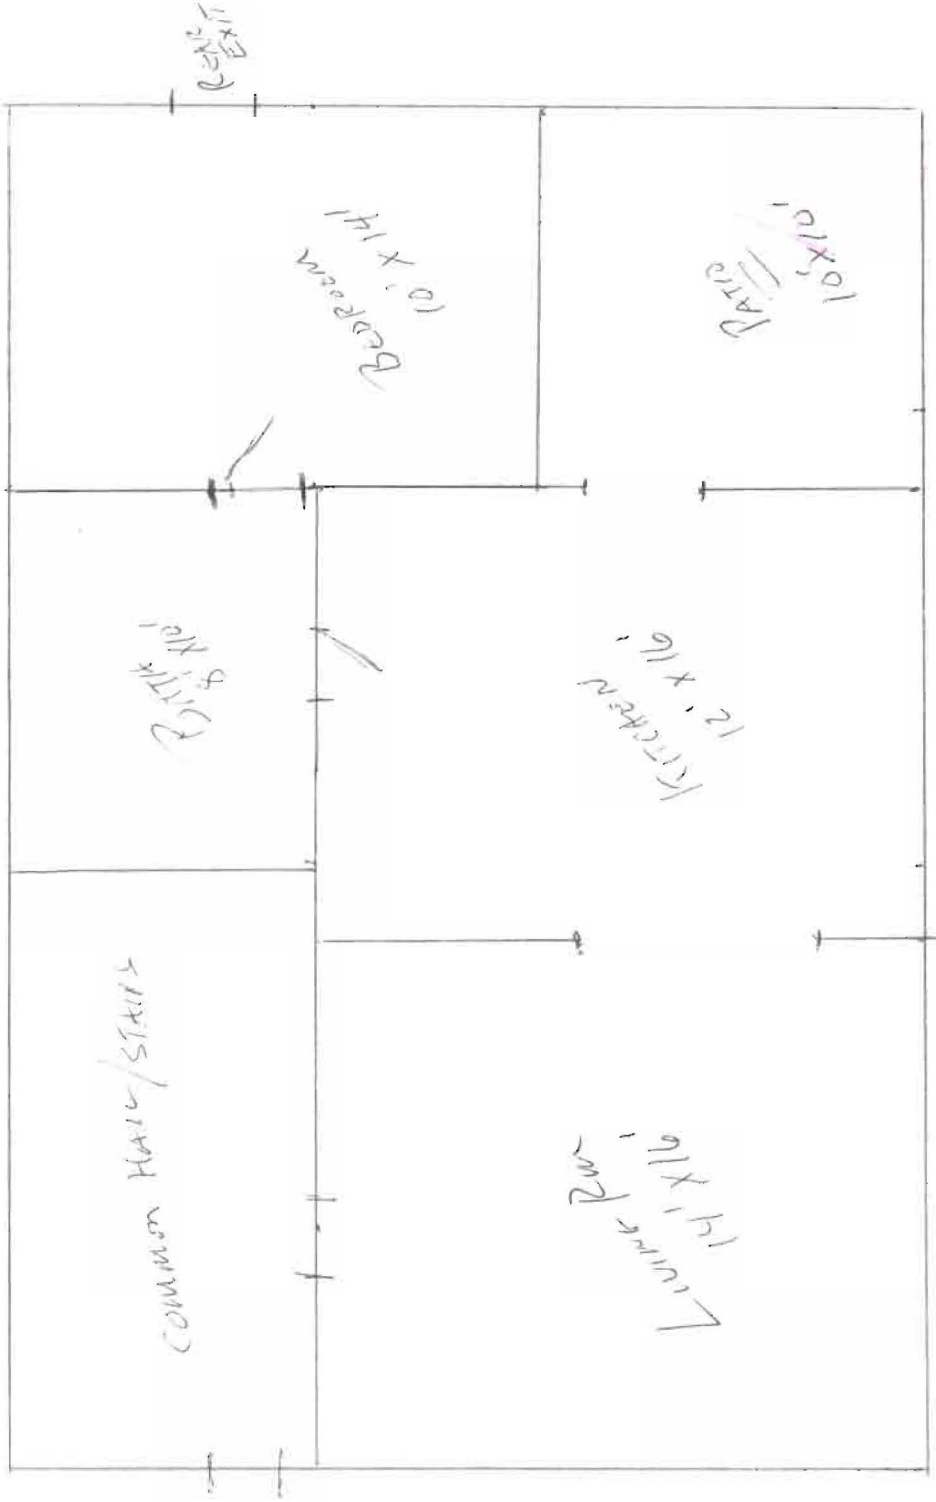 REAR
EXIT
BEDROOM
10' X 14'
PATIO
10' X 10'
BATH
8' X 10'
KITCHEN
12' X 16'
COMMON HALL/STAIRS
LIVING RM
14' X 16'